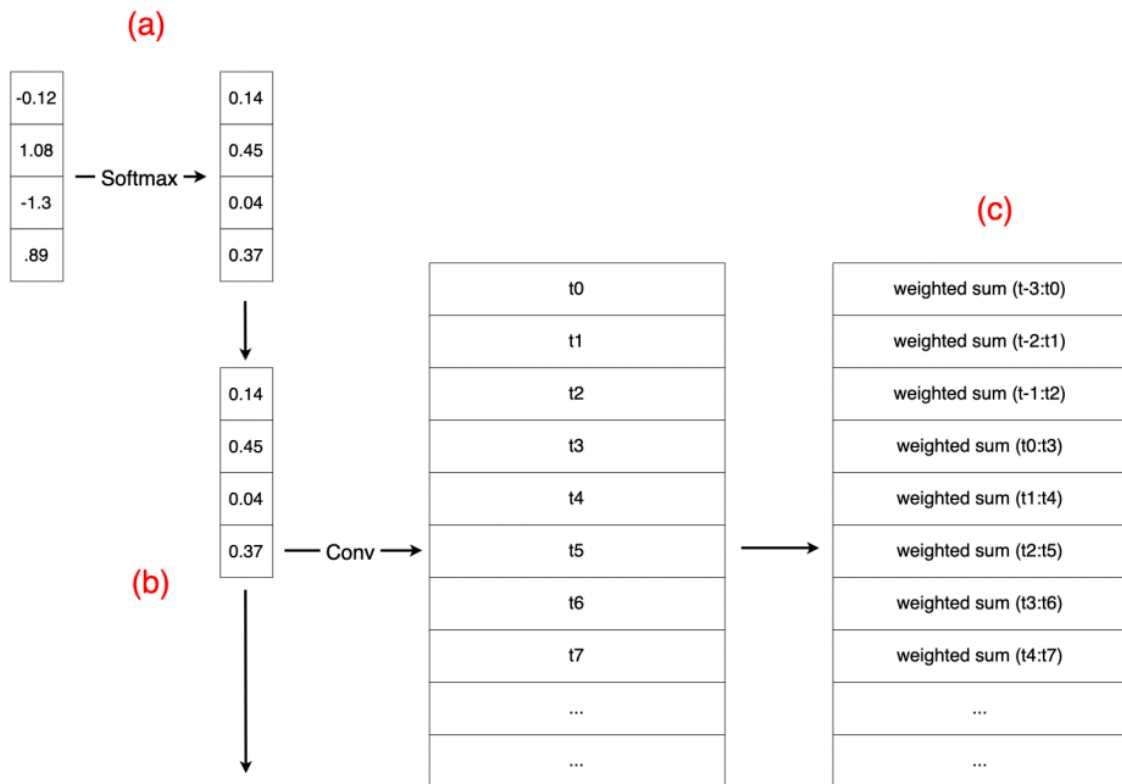 (a)
-0.12
1.08
-1.3
.89
Softmax
0.14
0.45
0.04
0.37
0.14
0.45
0.04
0.37
(b)
Conv
t0
t1
t2
t3
t4
t5
t6
t7
...
...
(c)
weighted sum (t-3:t0)
weighted sum (t-2:t1)
weighted sum (t-1:t2)
weighted sum (t0:t3)
weighted sum (t1:t4)
weighted sum (t2:t5)
weighted sum (t3:t6)
weighted sum (t4:t7)
...
...